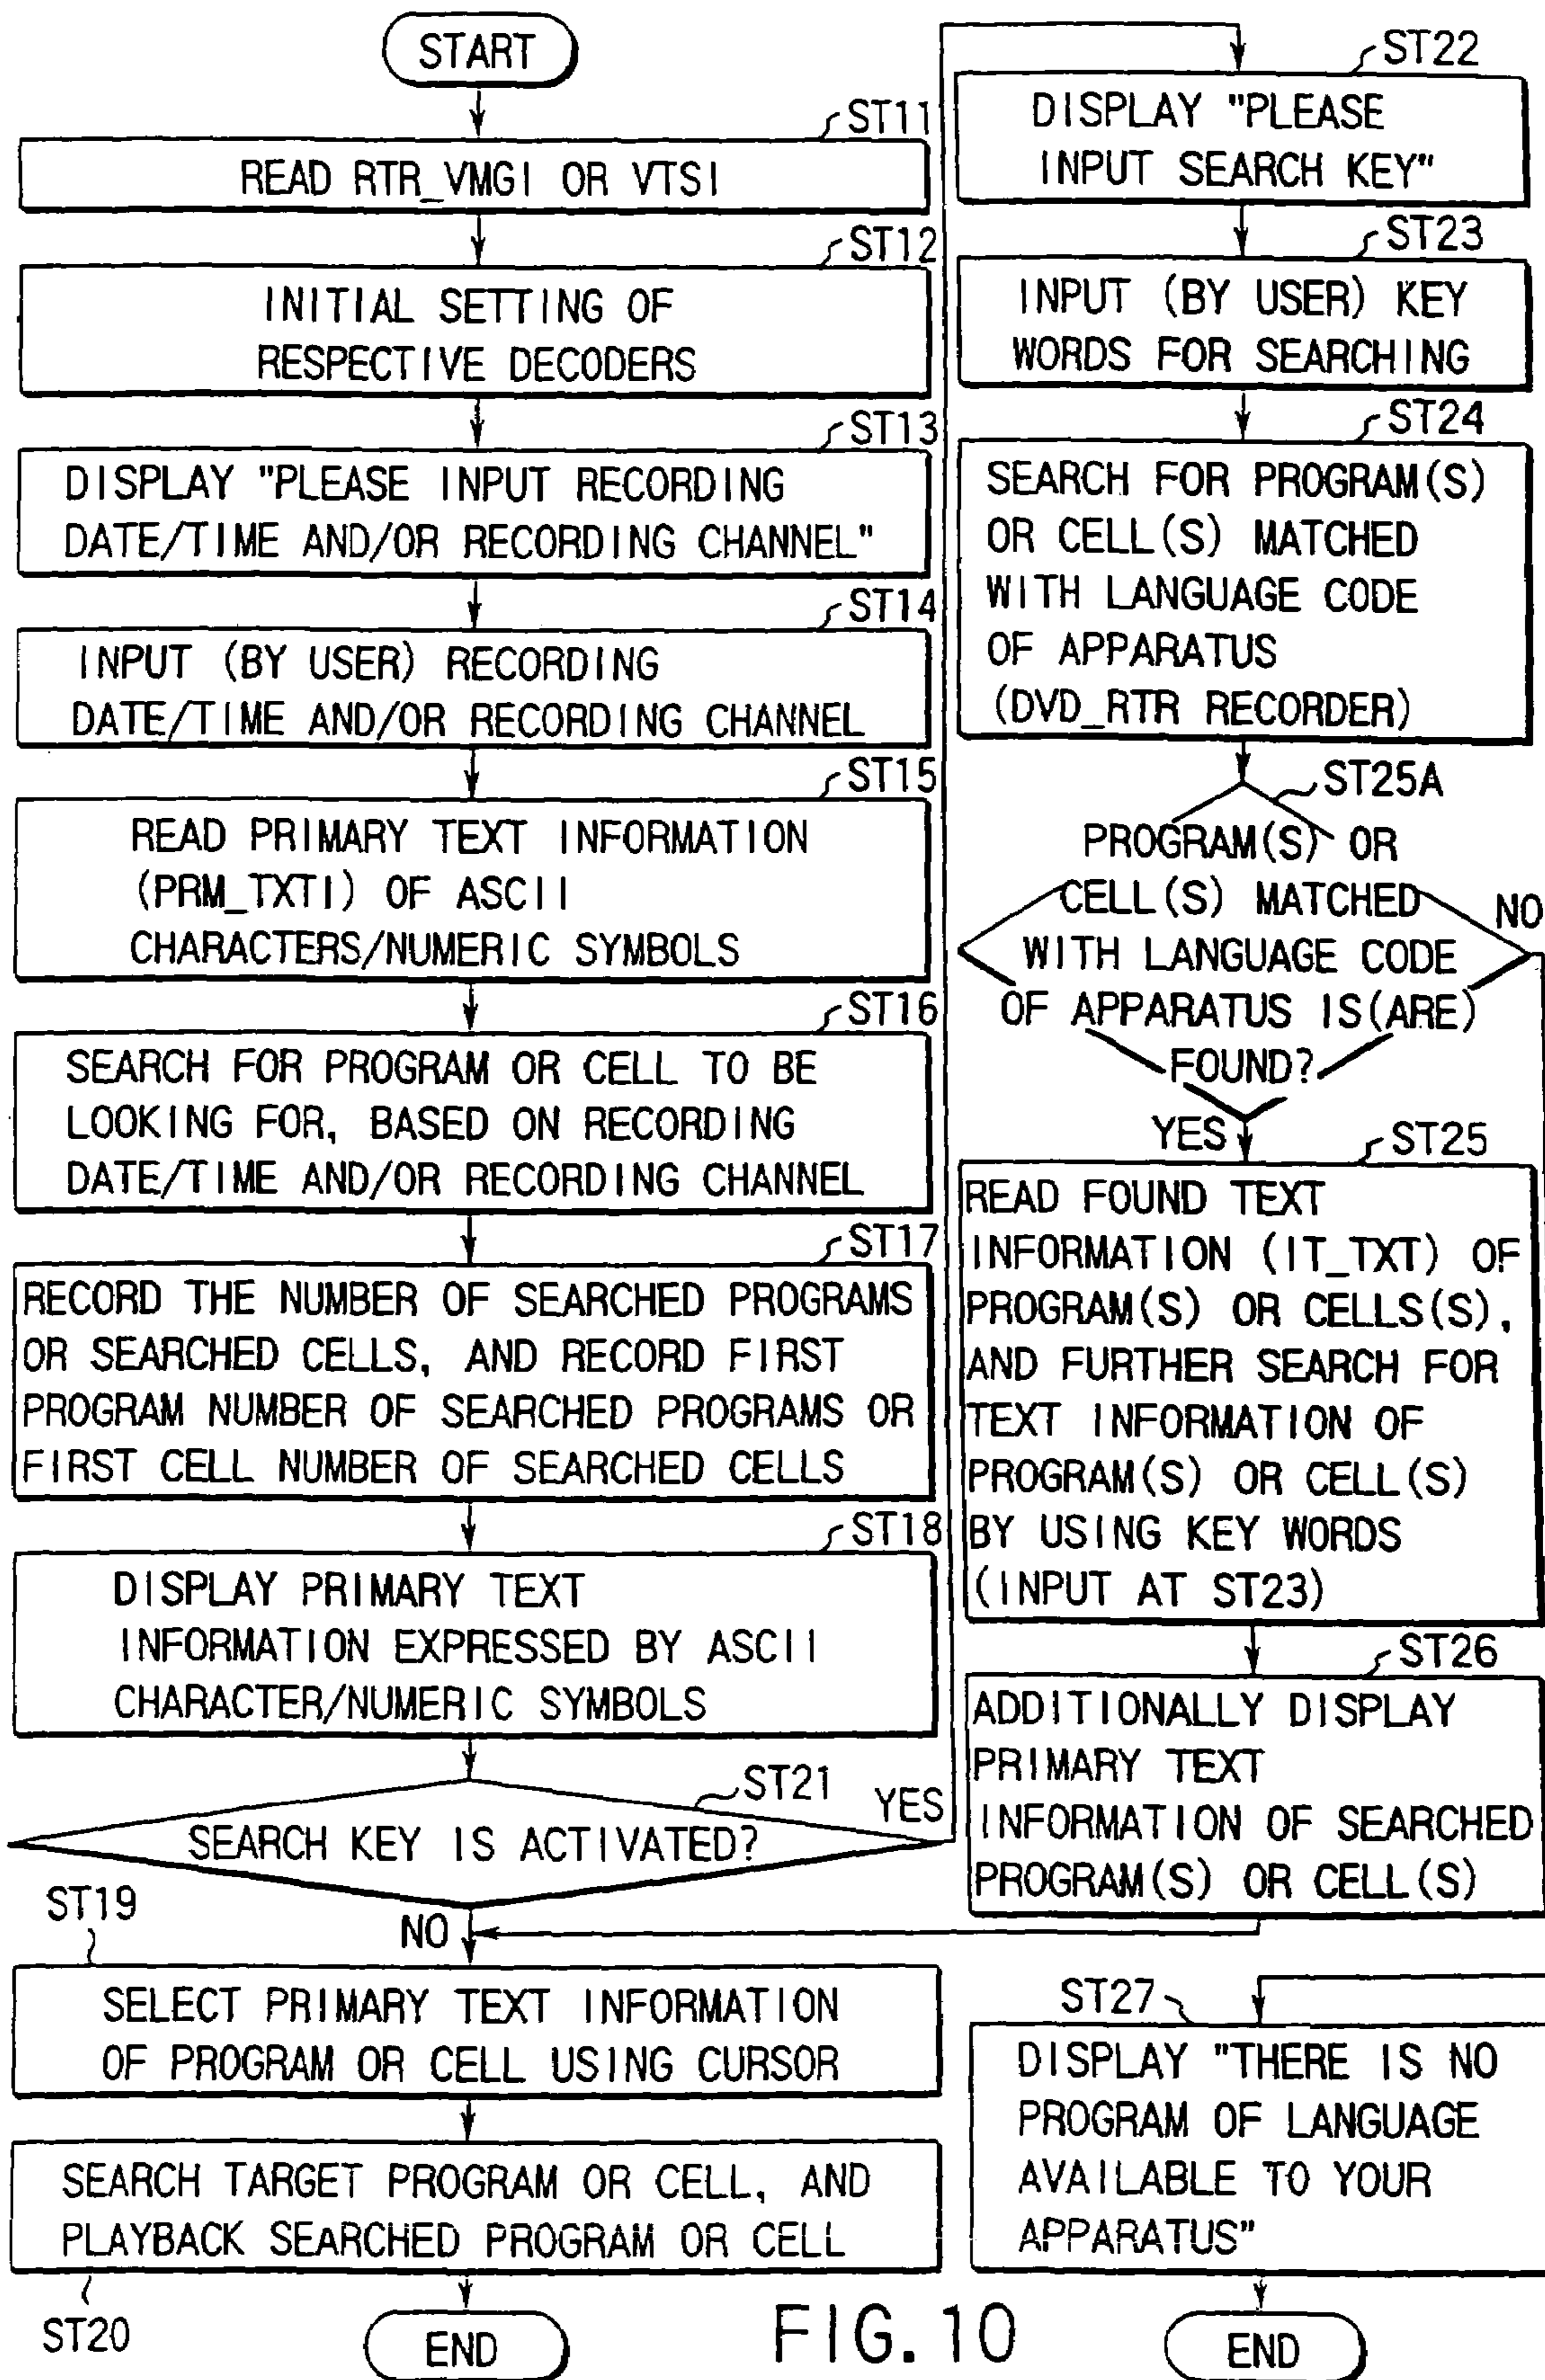 START
ST11
READ RTR_VMGI OR VTSI
ST12
INITIAL SETTING OF
RESPECTIVE DECODERS
ST13
DISPLAY "PLEASE INPUT RECORDING
DATE/TIME AND/OR RECORDING CHANNEL"
ST14
INPUT (BY USER) RECORDING
DATE/TIME AND/OR RECORDING CHANNEL
ST15
READ PRIMARY TEXT INFORMATION
(PRM_TXTI) OF ASCII
CHARACTERS/NUMERIC SYMBOLS
ST16
SEARCH FOR PROGRAM OR CELL TO BE
LOOKING FOR, BASED ON RECORDING
DATE/TIME AND/OR RECORDING CHANNEL
ST17
RECORD THE NUMBER OF SEARCHED PROGRAMS
OR SEARCHED CELLS, AND RECORD FIRST
PROGRAM NUMBER OF SEARCHED PROGRAMS OR
FIRST CELL NUMBER OF SEARCHED CELLS
ST18
DISPLAY PRIMARY TEXT
INFORMATION EXPRESSED BY ASCII
CHARACTER/NUMERIC SYMBOLS
ST21
YES
SEARCH KEY IS ACTIVATED?
ST19
NO
SELECT PRIMARY TEXT INFORMATION
OF PROGRAM OR CELL USING CURSOR
SEARCH TARGET PROGRAM OR CELL, AND
PLAYBACK SEARCHED PROGRAM OR CELL
ST20
END
ST22
DISPLAY "PLEASE
INPUT SEARCH KEY"
ST23
INPUT (BY USER) KEY
WORDS FOR SEARCHING
ST24
SEARCH FOR PROGRAM(S)
OR CELL(S) MATCHED
WITH LANGUAGE CODE
OF APPARATUS
(DVD_RTR RECORDER)
ST25A
PROGRAM(S) OR
CELL(S) MATCHED
NO
WITH LANGUAGE CODE
OF APPARATUS IS(ARE)
FOUND?
YES
ST25
READ FOUND TEXT
INFORMATION (IT_TXT) OF
PROGRAM(S) OR CELLS(S),
AND FURTHER SEARCH FOR
TEXT INFORMATION OF
PROGRAM(S) OR CELL(S)
BY USING KEY WORDS
(INPUT AT ST23)
ST26
ADDITIONALLY DISPLAY
PRIMARY TEXT
INFORMATION OF SEARCHED
PROGRAM(S) OR CELL(S)
ST27
DISPLAY "THERE IS NO
PROGRAM OF LANGUAGE
AVAILABLE TO YOUR
APPARATUS"
END
FIG. 10